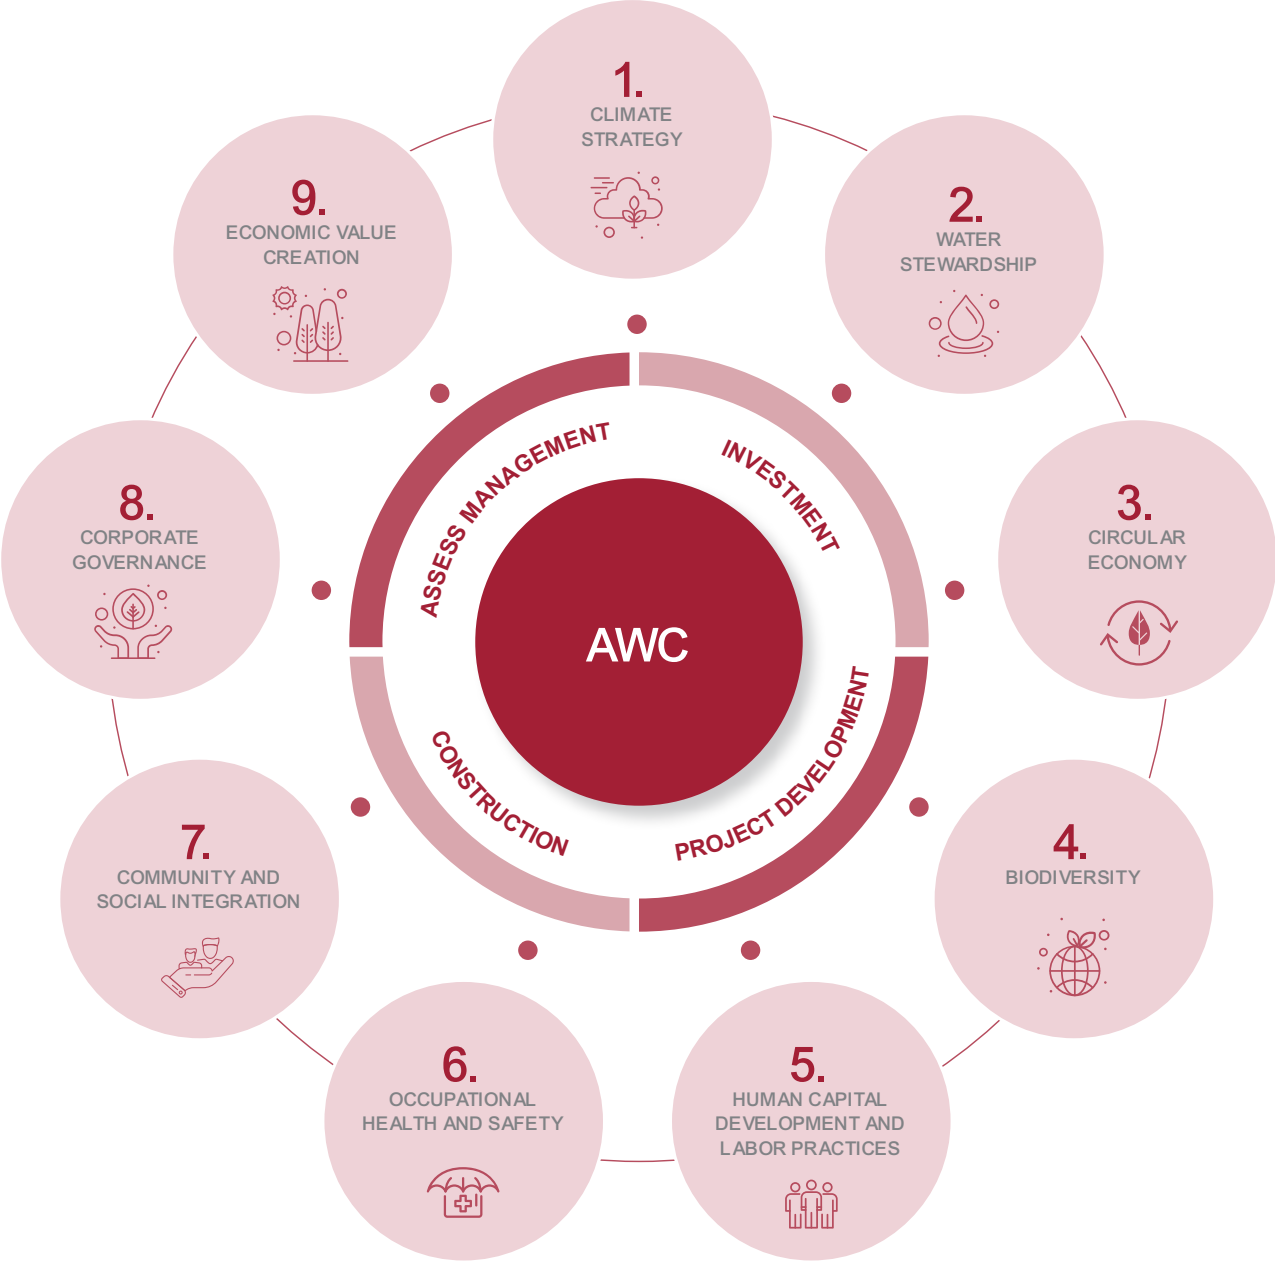 1.
CLIMATE
STRATEGY
2.
WATER
STEWARDSHIP
3.
CIRCULAR
ECONOMY
4.
BIODIVERSITY
5.
HUMAN CAPITAL
DEVELOPMENT AND
LABOR PRACTICES
6.
OCCUPATIONAL
HEALTH AND SAFETY
7.
COMMUNITY AND
SOCIAL INTEGRATION
8.
CORPORATE
GOVERNANCE
9.
ECONOMIC VALUE
CREATION
ASSESS MANAGEMENT
INVESTMENT
PROJECT DEVELOPMENT
CONSTRUCTION
AWC